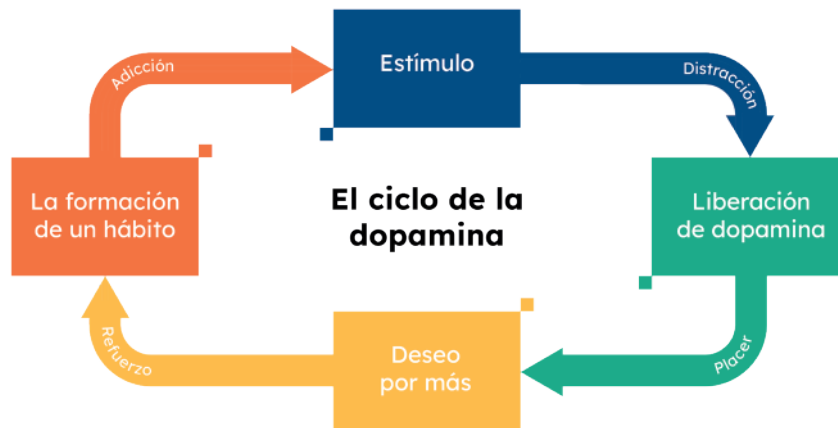 Estímulo
Distracción
Liberación
de dopamina
Placer
Deseo
por más
Refuerzo
La formación
de un hábito
Adicción
El ciclo de la
dopamina